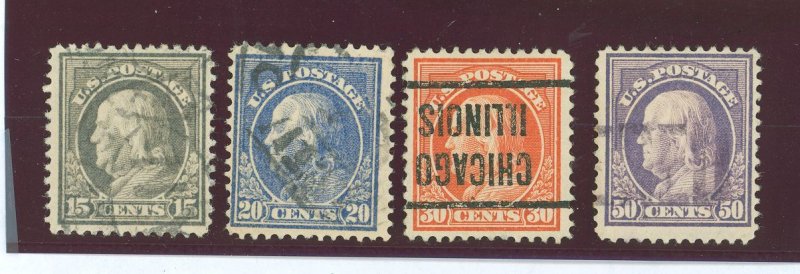 U.S. POSTAGE
15 CENTS 15
U.S. POSTAGE
20 CENTS 20
U.S. POSTAGE
CHICAGO
ILLINOIS
30 CENTS 30
U.S. POSTAGE
50 CENTS 50